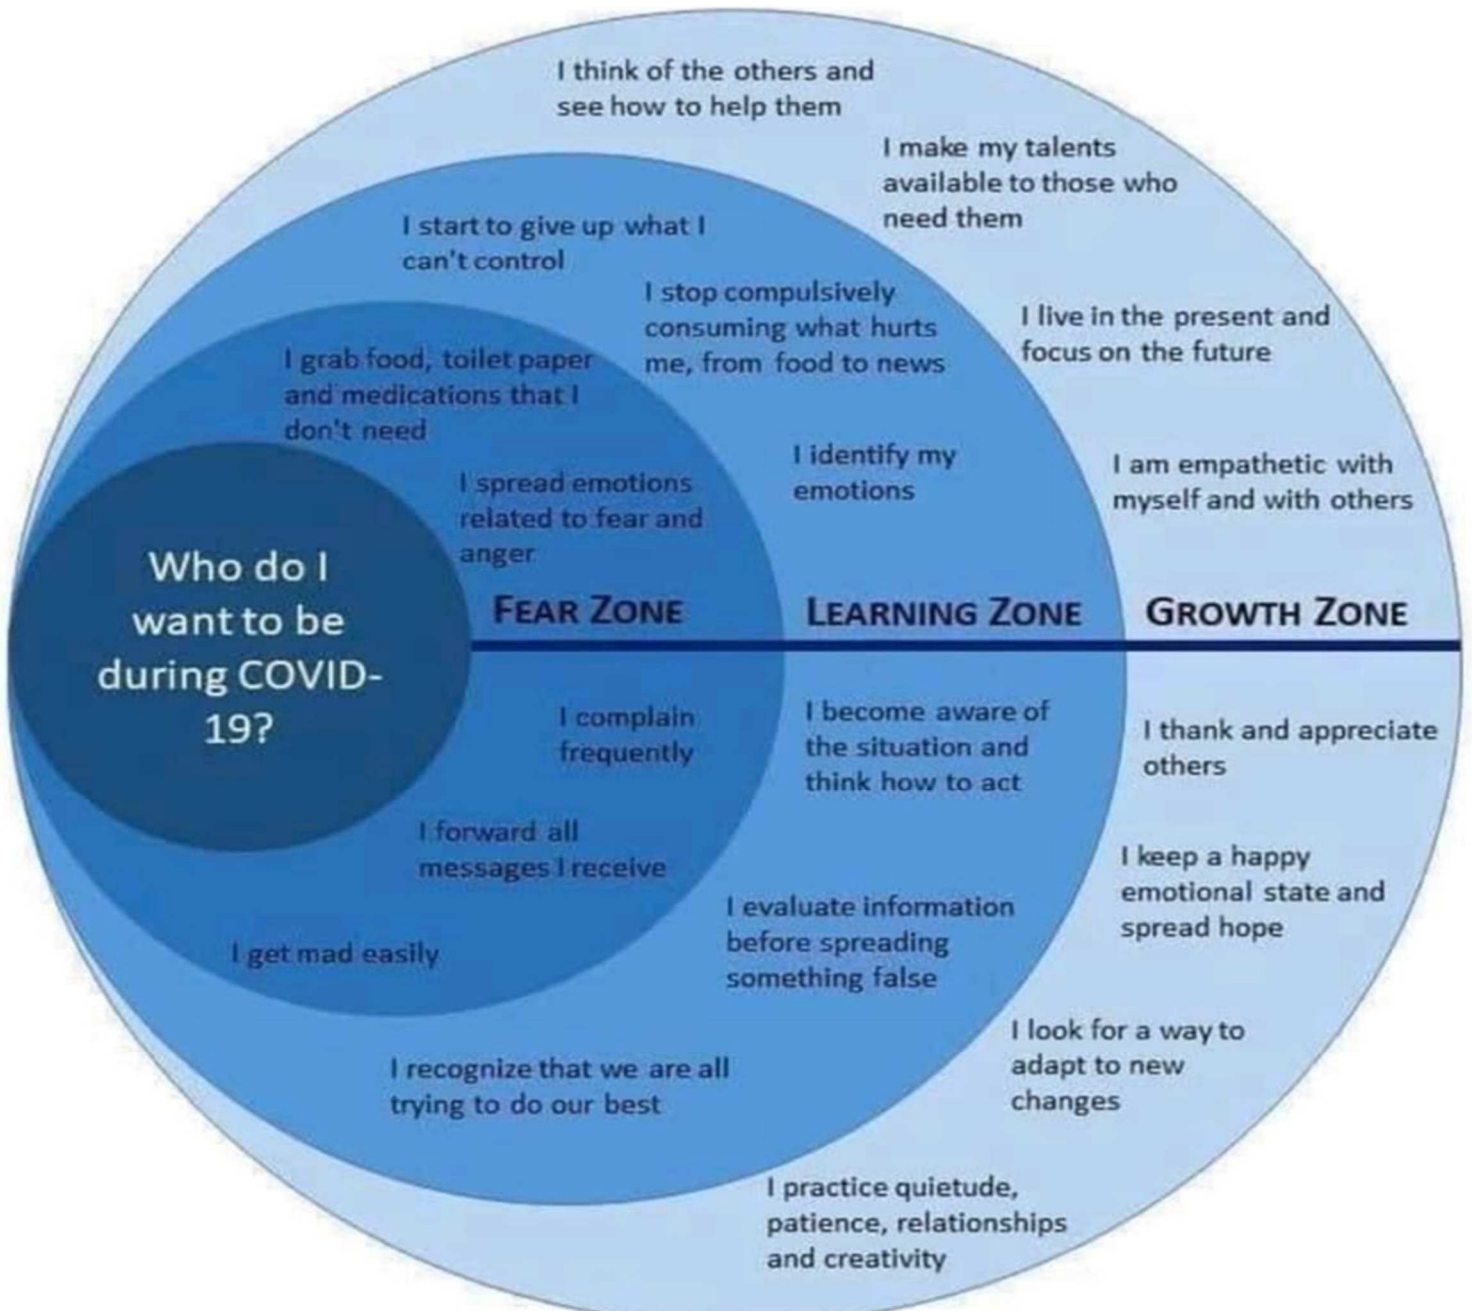 I think of the others and
see how to help them
I make my talents
available to those who
need them
I start to give up what I
can't control
I stop compulsively
consuming what hurts
me, from food to news
I live in the present and
focus on the future
I grab food, toilet paper
and medications that I
don't need
I identify my
emotions
I am empathetic with
myself and with others
I spread emotions
related to fear and
anger
Who do I
want to be
during COVID-
19?
FEAR ZONE
LEARNING ZONE
GROWTH ZONE
I complain
frequently
I become aware of
the situation and
think how to act
I thank and appreciate
others
I forward all
messages I receive
I keep a happy
emotional state and
spread hope
I evaluate information
before spreading
something false
I get mad easily
I look for a way to
adapt to new
changes
I recognize that we are all
trying to do our best
I practice quietude,
patience, relationships
and creativity